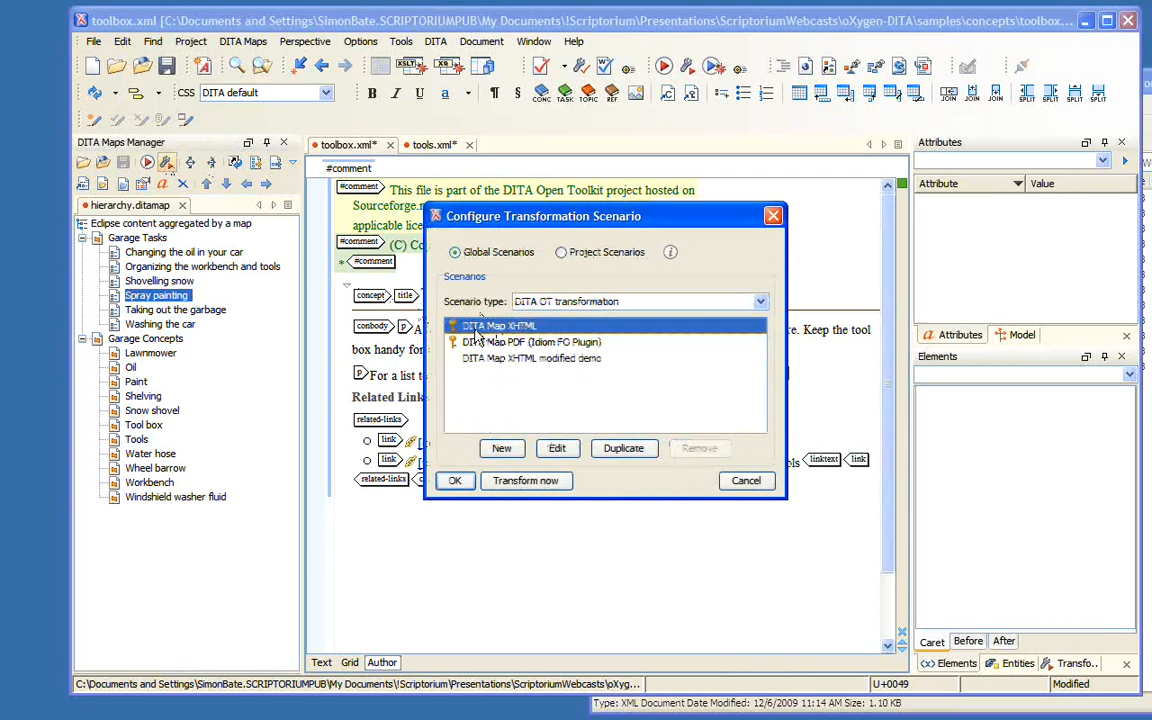 toolbox.xml [C:\Documents and Settings\SimonBate.SCRIPTORIUMPUB\My Documents\!Scriptorium\Presentations\ScriptoriumWebcasts\oXygen-DITA\samples\concepts\toolbox...
File Edit Find Project DITA Maps Perspective Options Tools DITA Document Window Help
CSS DITA default
DITA Maps Manager
toolbox.xml*
tools.xml*
Attributes
#comment
Attribute Value
hierarchy.ditamap
Eclipse content aggregated by a map
Garage Tasks
Changing the oil in your car
Organizing the workbench and tools
Shovelling snow
Spray painting
Taking out the garbage
Washing the car
Garage Concepts
Lawnmower
Oil
Paint
Shelving
Snow shovel
Tool box
Tools
Water hose
Wheel barrow
Workbench
Windshield washer fluid
#comment This file is part of the DITA Open Toolkit project hosted on
Sourceforge.n
applicable lice
#comment (C) Co
* #comment
concept title
conbody p A re. Keep the tool
box handy for
p For a list t
Related Link
related-links
link
link ols linktext link
related-links
Configure Transformation Scenario
Global Scenarios Project Scenarios
Scenarios
Scenario type: DITA OT transformation
DITA Map XHTML
DITA Map PDF (Idiom FO Plugin)
DITA Map XHTML modified demo
New Edit Duplicate Remove
OK Transform now Cancel
Attributes Model
Elements
Caret Before After
Elements Entities Transfo..
Text Grid Author
C:\Documents and Settings\SimonBate.SCRIPTORIUMPUB\My Documents\!Scriptorium\Presentations\ScriptoriumWebcasts\oXyg...
U+0049
Modified
Type: XML Document Date Modified: 12/6/2009 11:14 AM Size: 1.10 KB